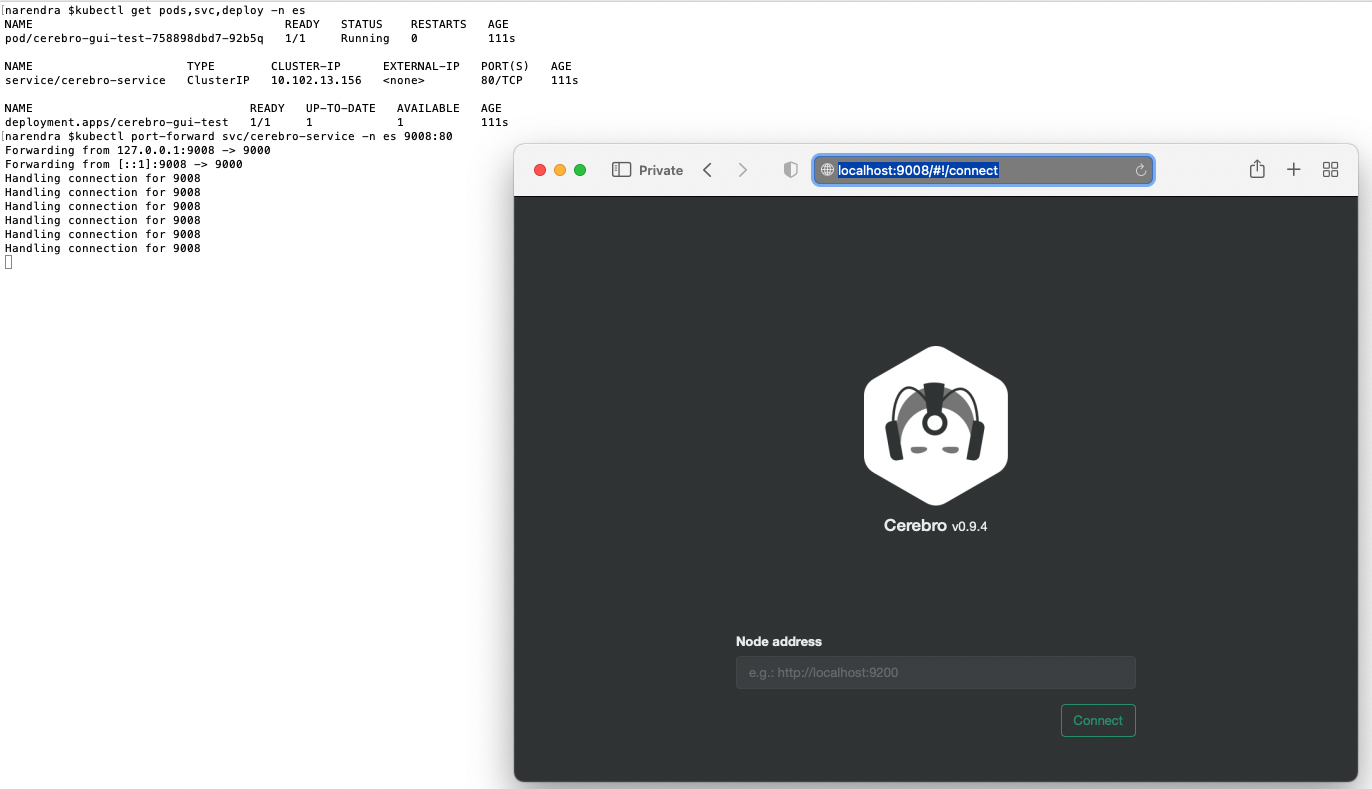 narendra $kubectl get pods,svc,deploy -n es
NAME READY STATUS RESTARTS AGE
pod/cerebro-gui-test-758898dbd7-92b5q 1/1 Running 0 111s
NAME TYPE CLUSTER-IP EXTERNAL-IP PORT(S) AGE
service/cerebro-service ClusterIP 10.102.13.156 <none> 80/TCP 111s
NAME READY UP-TO-DATE AVAILABLE AGE
deployment.apps/cerebro-gui-test 1/1 1 1 111s
narendra $kubectl port-forward svc/cerebro-service -n es 9008:80
Forwarding from 127.0.0.1:9008 -> 9000
Forwarding from [::1]:9008 -> 9000
Handling connection for 9008
Handling connection for 9008
Handling connection for 9008
Handling connection for 9008
Handling connection for 9008
Handling connection for 9008
Private
localhost:9008/#!/connect
Cerebro v0.9.4
Node address
e.g.: http://localhost:9200
Connect